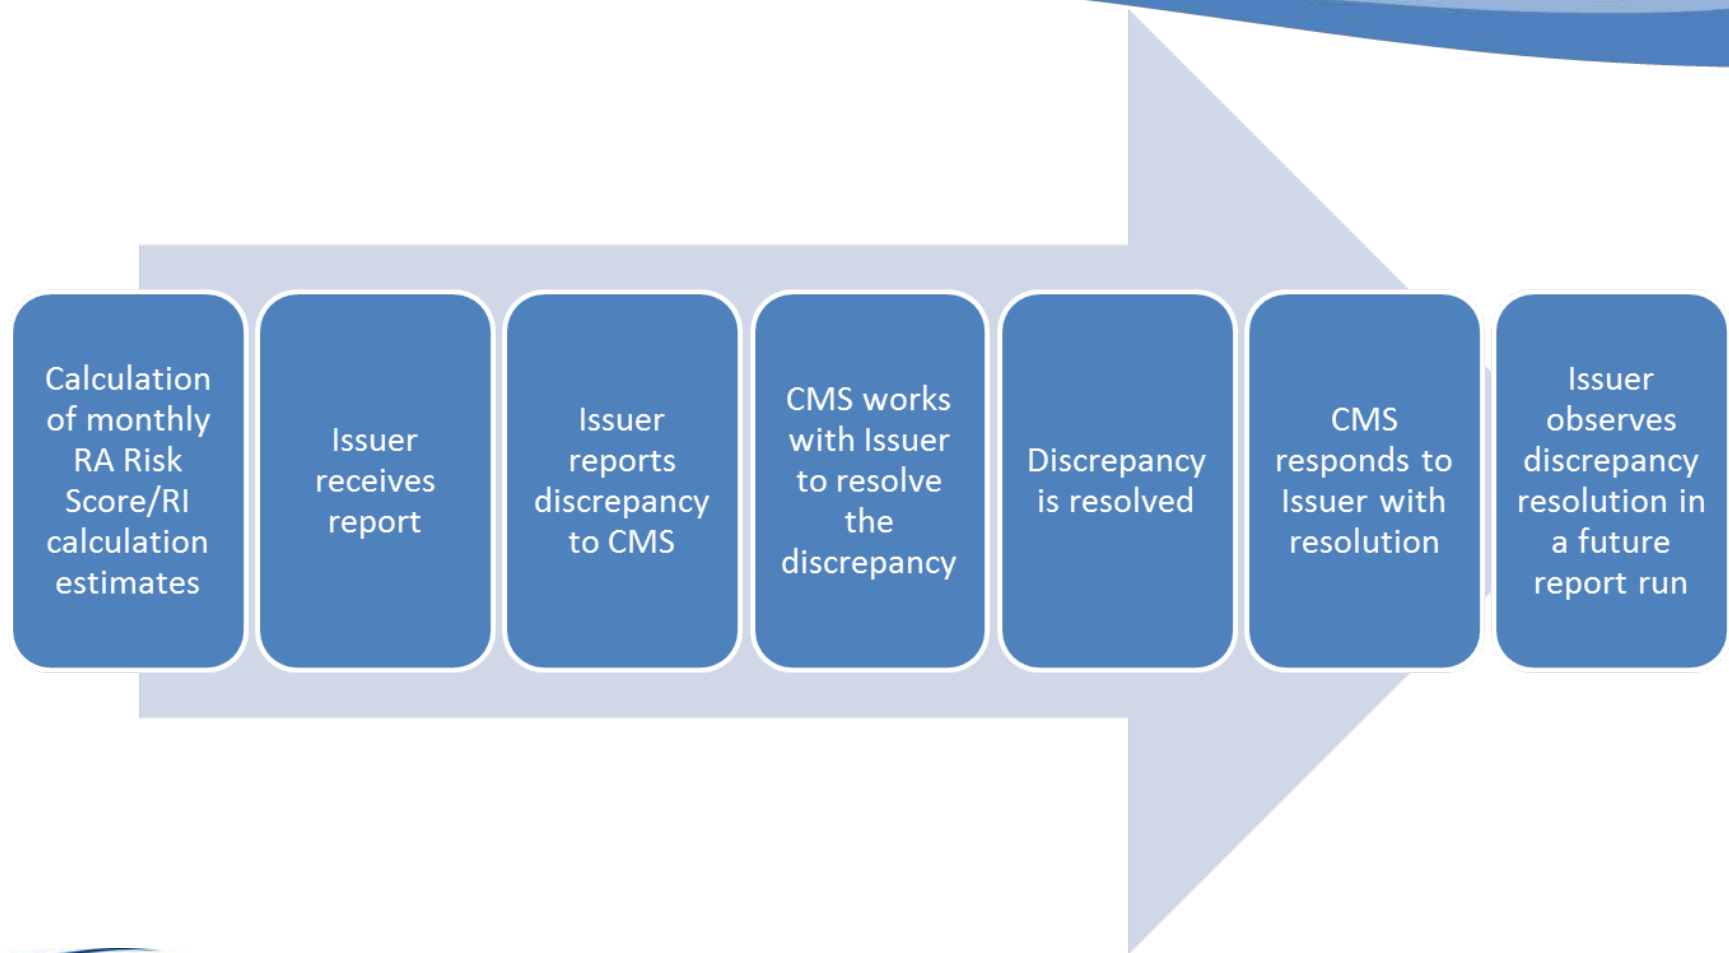 Calculation
of monthly
RA Risk
Score/RI
calculation
estimates
Issuer
receives
report
Issuer
reports
discrepancy
to CMS
CMS works
with Issuer
to resolve
the
discrepancy
Discrepancy
is resolved
CMS
responds to
Issuer with
resolution
Issuer
observes
discrepancy
resolution in
a future
report run